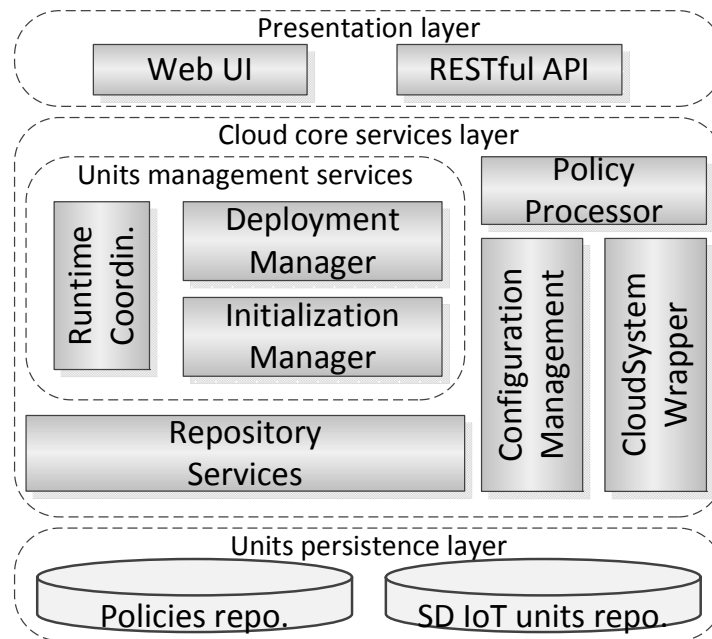 Presentation layer
Web UI
RESTful API
Cloud core services layer
Units management services
Runtime
Coordin.
Deployment
Manager
Initialization
Manager
Policy
Processor
Configuration
Management
CloudSystem
Wrapper
Repository
Services
Units persistence layer
Policies repo.
SD IoT units repo.